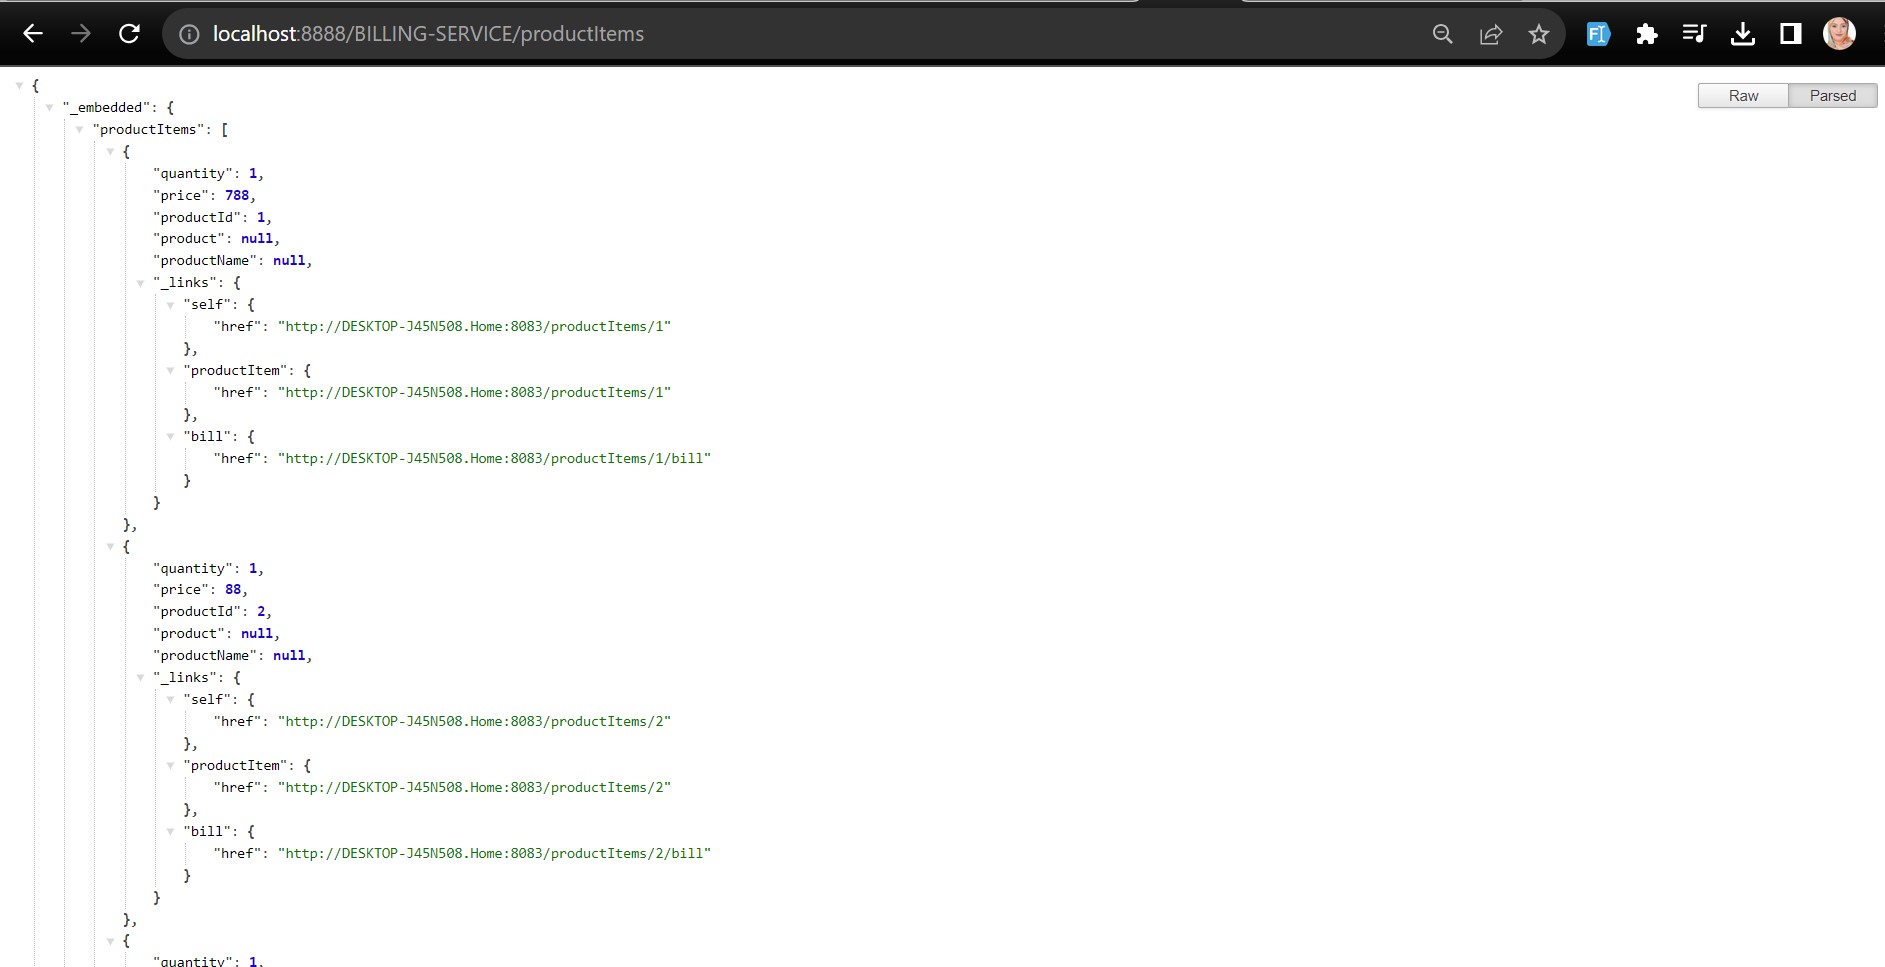 localhost:8888/BILLING-SERVICE/productItems
Raw Parsed
{
"_embedded": {
"productItems": [
{
"quantity": 1,
"price": 788,
"productId": 1,
"product": null,
"productName": null,
"_links": {
"self": {
"href": "http://DESKTOP-J45N508.Home:8083/productItems/1"
},
"productItem": {
"href": "http://DESKTOP-J45N508.Home:8083/productItems/1"
},
"bill": {
"href": "http://DESKTOP-J45N508.Home:8083/productItems/1/bill"
}
}
},
{
"quantity": 1,
"price": 88,
"productId": 2,
"product": null,
"productName": null,
"_links": {
"self": {
"href": "http://DESKTOP-J45N508.Home:8083/productItems/2"
},
"productItem": {
"href": "http://DESKTOP-J45N508.Home:8083/productItems/2"
},
"bill": {
"href": "http://DESKTOP-J45N508.Home:8083/productItems/2/bill"
}
}
},
{
"quantity": 1,